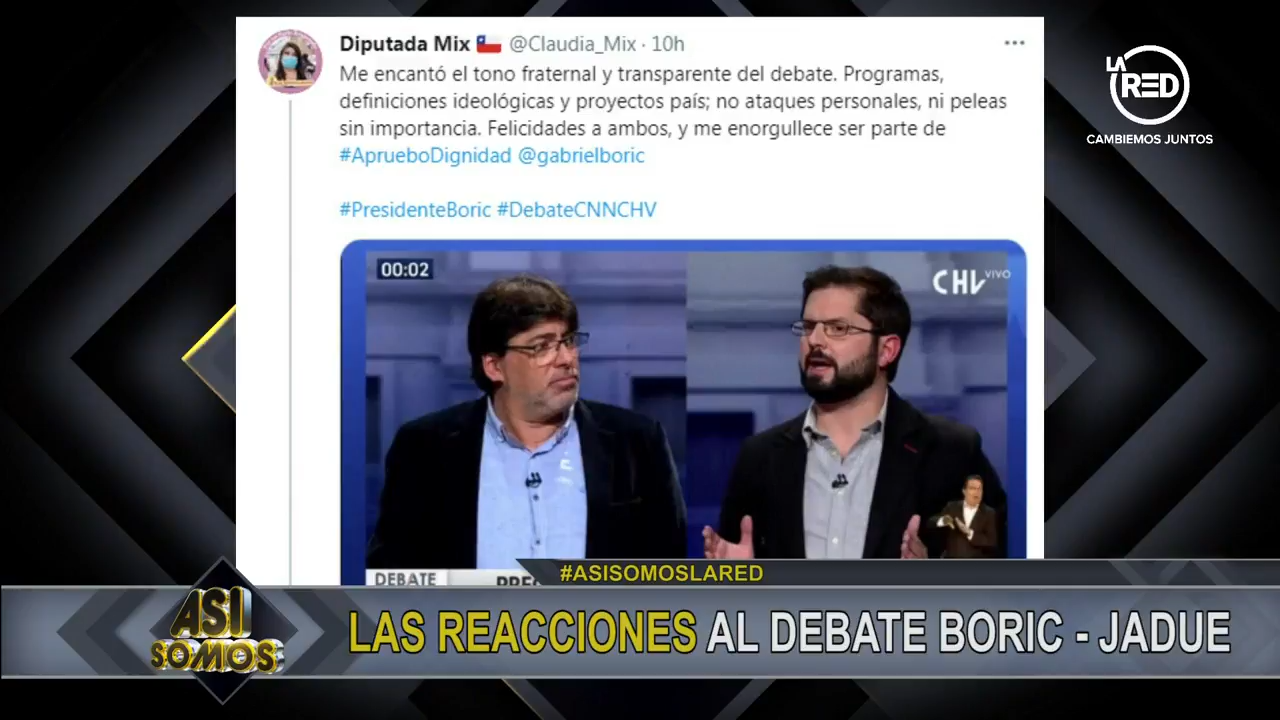 Diputada Mix @Claudia_Mix · 10h
Me encantó el tono fraternal y transparente del debate. Programas,
definiciones ideológicas y proyectos país; no ataques personales, ni peleas
sin importancia. Felicidades a ambos, y me enorgullece ser parte de
#AprueboDignidad @gabrielboric
#PresidenteBoric #DebateCNNCHV
LA RED
CAMBIEMOS JUNTOS
00:02
CHV VIVO
DEBATE
#ASISOMOSLARED
ASI SOMOS
LAS REACCIONES AL DEBATE BORIC - JADUE